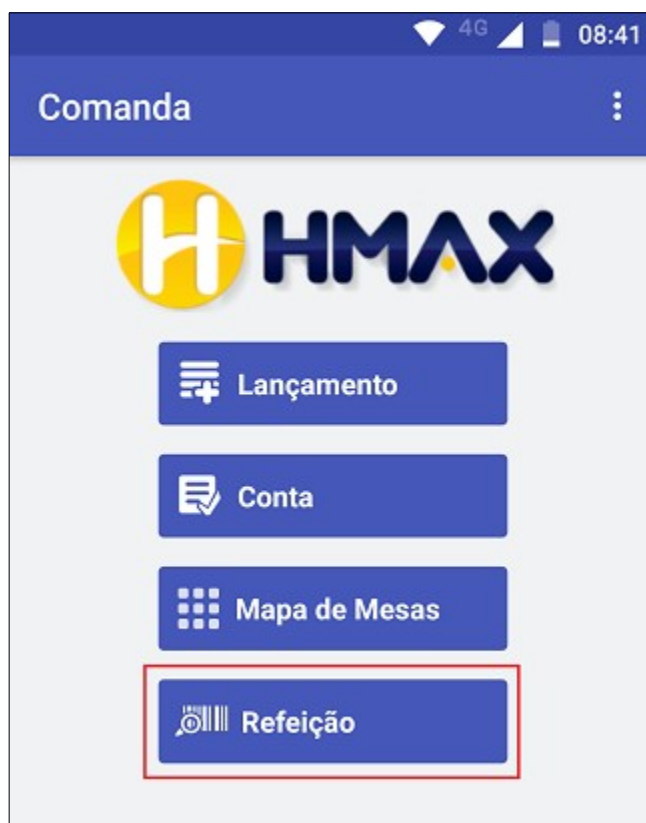 4G 08:41
Comanda
H HMAX
Lançamento
Conta
Mapa de Mesas
Refeição